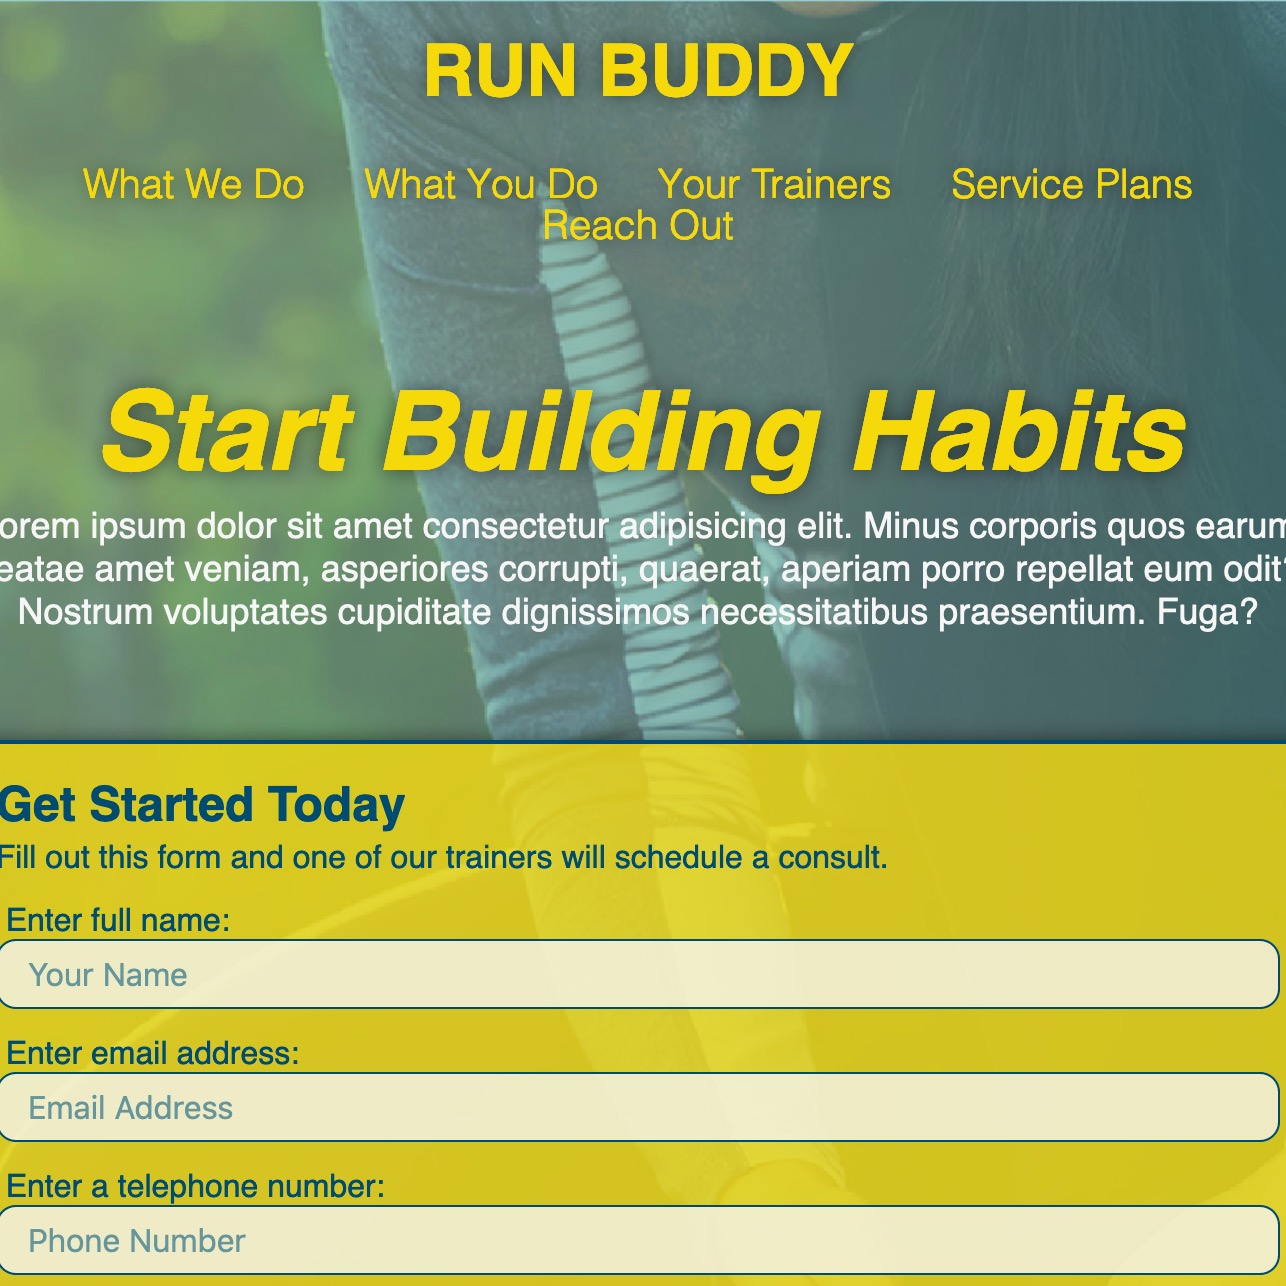 RUN BUDDY
What We Do What You Do Your Trainers Service Plans
Reach Out
Start Building Habits
orem ipsum dolor sit amet consectetur adipisicing elit. Minus corporis quos earum
eatae amet veniam, asperiores corrupti, quaerat, aperiam porro repellat eum odit?
Nostrum voluptates cupiditate dignissimos necessitatibus praesentium. Fuga?
Get Started Today
Fill out this form and one of our trainers will schedule a consult.
Enter full name:
Your Name
Enter email address:
Email Address
Enter a telephone number:
Phone Number